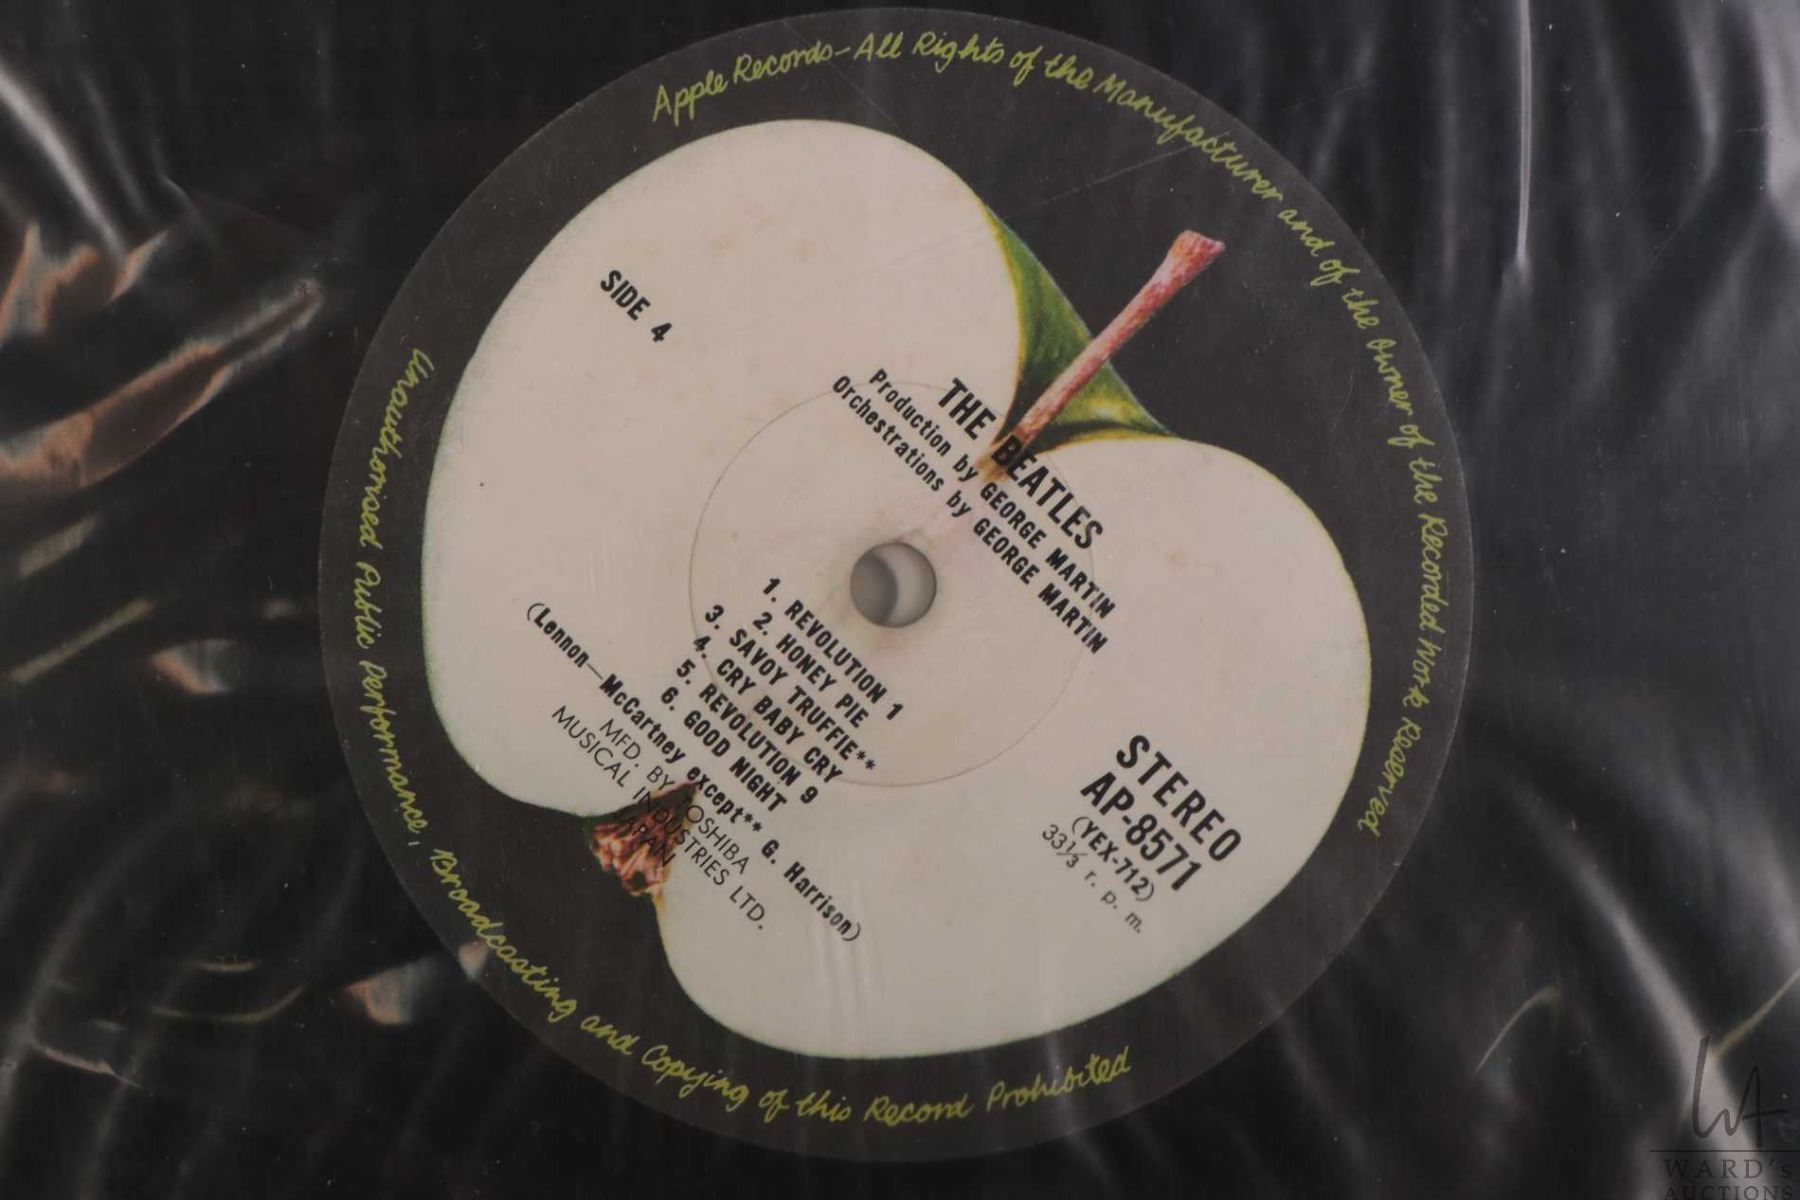 Apple Records—All Rights of the Manufacturer and of the Owner of the Recorded Work Reserved
Unauthorised Public Performance, Broadcasting and Copying of this Record Prohibited
SIDE 4
THE BEATLES
Production by GEORGE MARTIN
Orchestrations by GEORGE MARTIN
1. REVOLUTION 1
2. HONEY PIE
3. SAVOY TRUFFIE**
4. CRY BABY CRY
5. REVOLUTION 9
6. GOOD NIGHT
(Lennon—McCartney except** G. Harrison)
MFD. BY TOSHIBA
MUSICAL INDUSTRIES LTD.
JAPAN
STEREO
AP-8571
(YEX-712)
33⅓ r. p. m.
WARD's
AUCTIONS